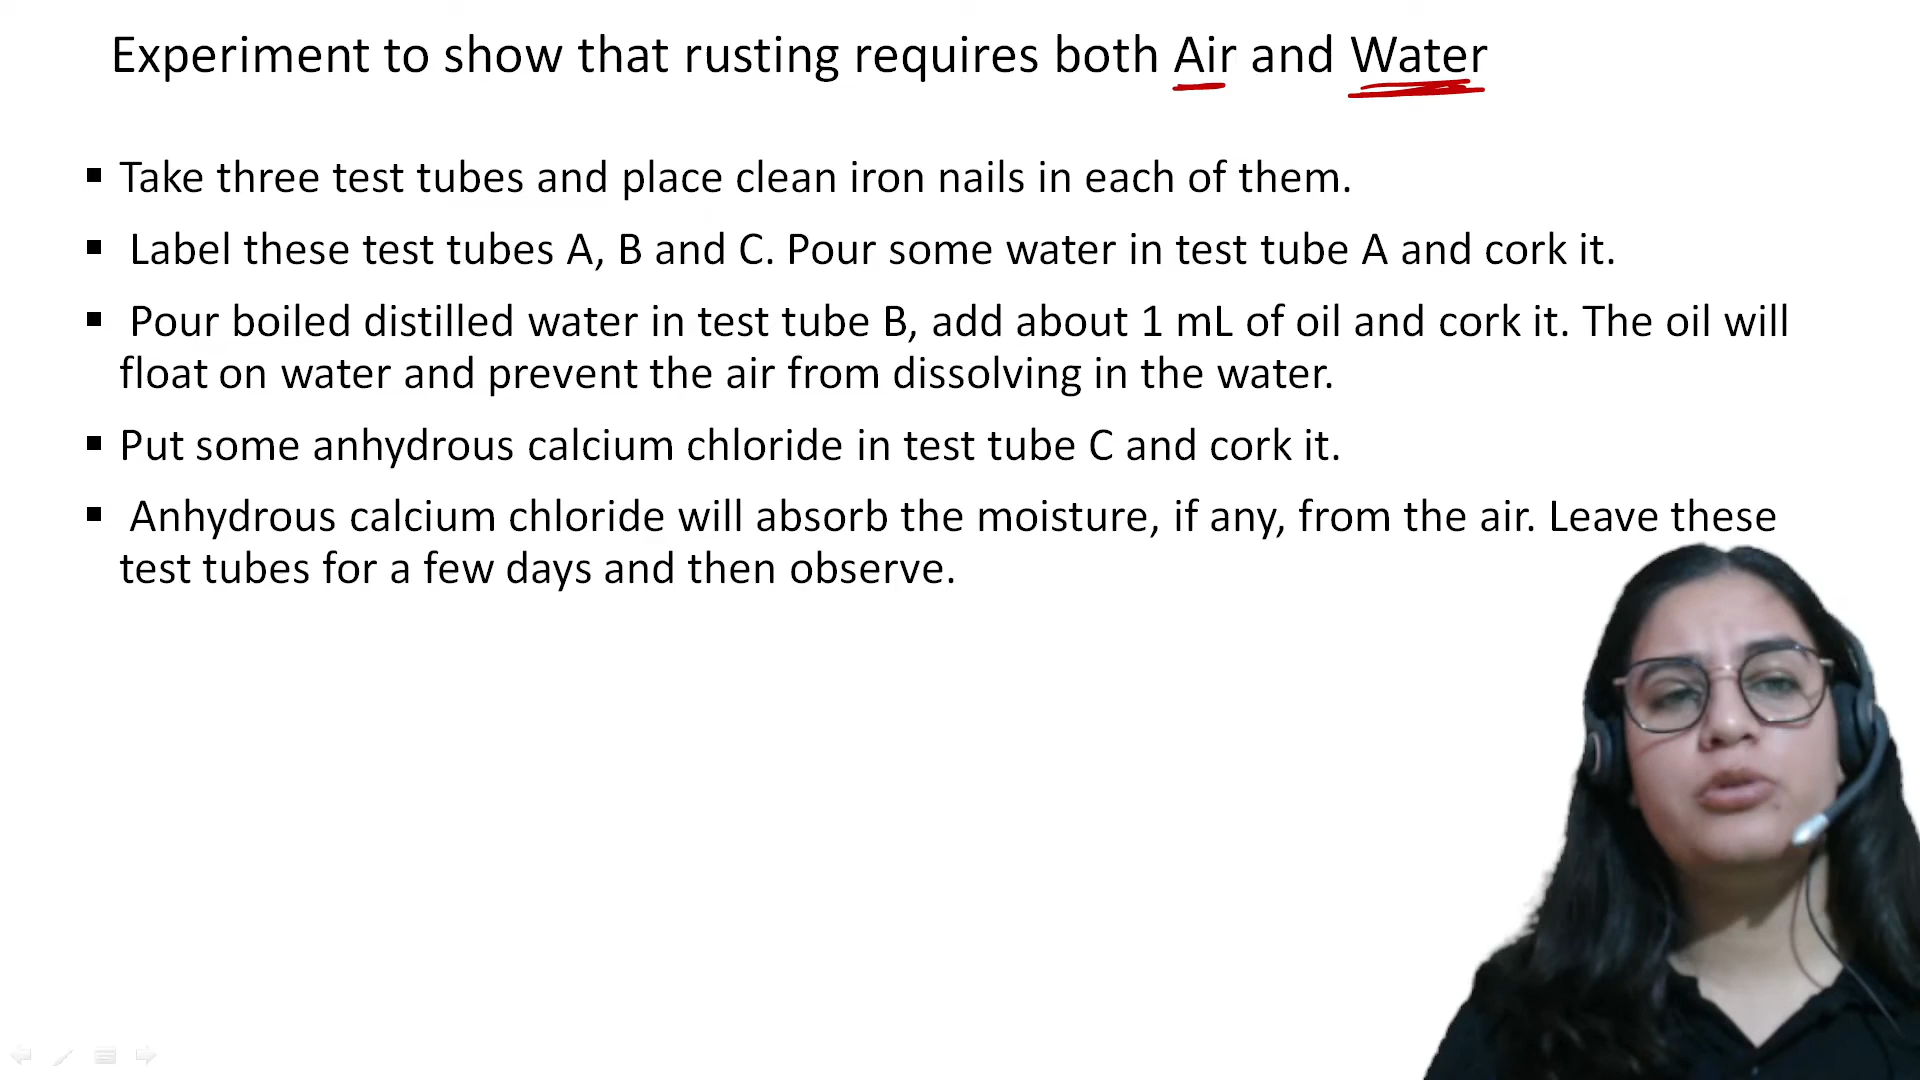 Experiment to show that rusting requires both Air and Water
▪ Take three test tubes and place clean iron nails in each of them.
▪ Label these test tubes A, B and C. Pour some water in test tube A and cork it.
▪ Pour boiled distilled water in test tube B, add about 1 mL of oil and cork it. The oil will
float on water and prevent the air from dissolving in the water.
▪ Put some anhydrous calcium chloride in test tube C and cork it.
▪ Anhydrous calcium chloride will absorb the moisture, if any, from the air. Leave these
test tubes for a few days and then observe.